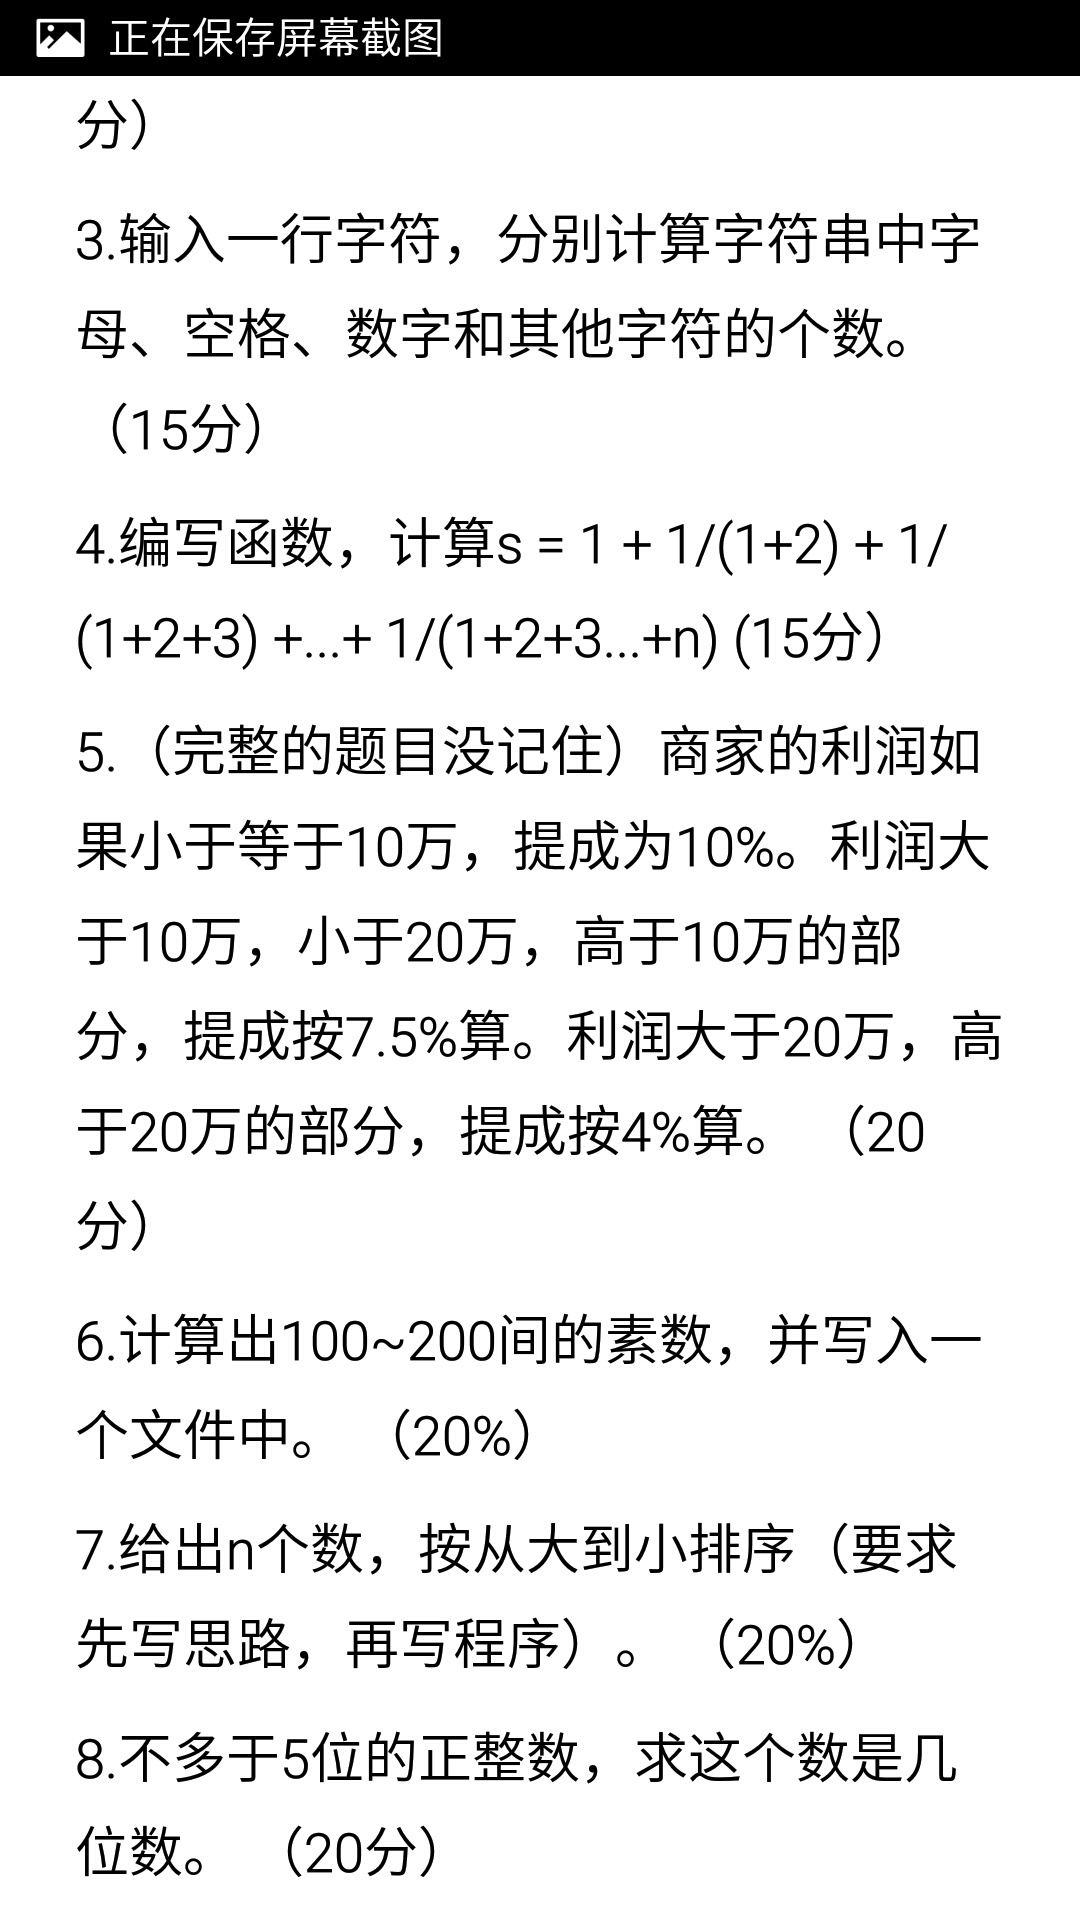 正在保存屏幕截图
分）
3.输入一行字符，分别计算字符串中字
母、空格、数字和其他字符的个数。
（15分）
4.编写函数，计算s = 1 + 1/(1+2) + 1/
(1+2+3) +...+ 1/(1+2+3...+n) (15分）
5.（完整的题目没记住）商家的利润如
果小于等于10万，提成为10%。利润大
于10万，小于20万，高于10万的部
分，提成按7.5%算。利润大于20万，高
于20万的部分，提成按4%算。 （20
分）
6.计算出100~200间的素数，并写入一
个文件中。 （20%）
7.给出n个数，按从大到小排序（要求
先写思路，再写程序）。 （20%）
8.不多于5位的正整数，求这个数是几
位数。 （20分）